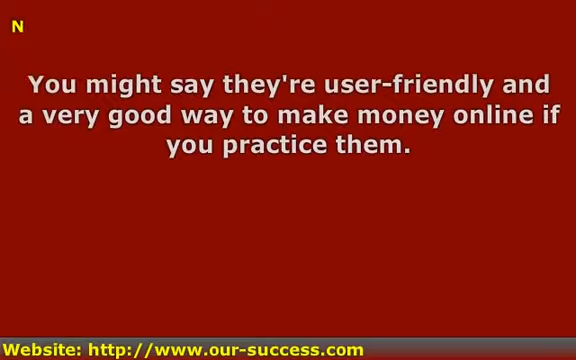 N
You might say they're user-friendly and
a very good way to make money online if
you practice them.
Website: http://www.our-success.com